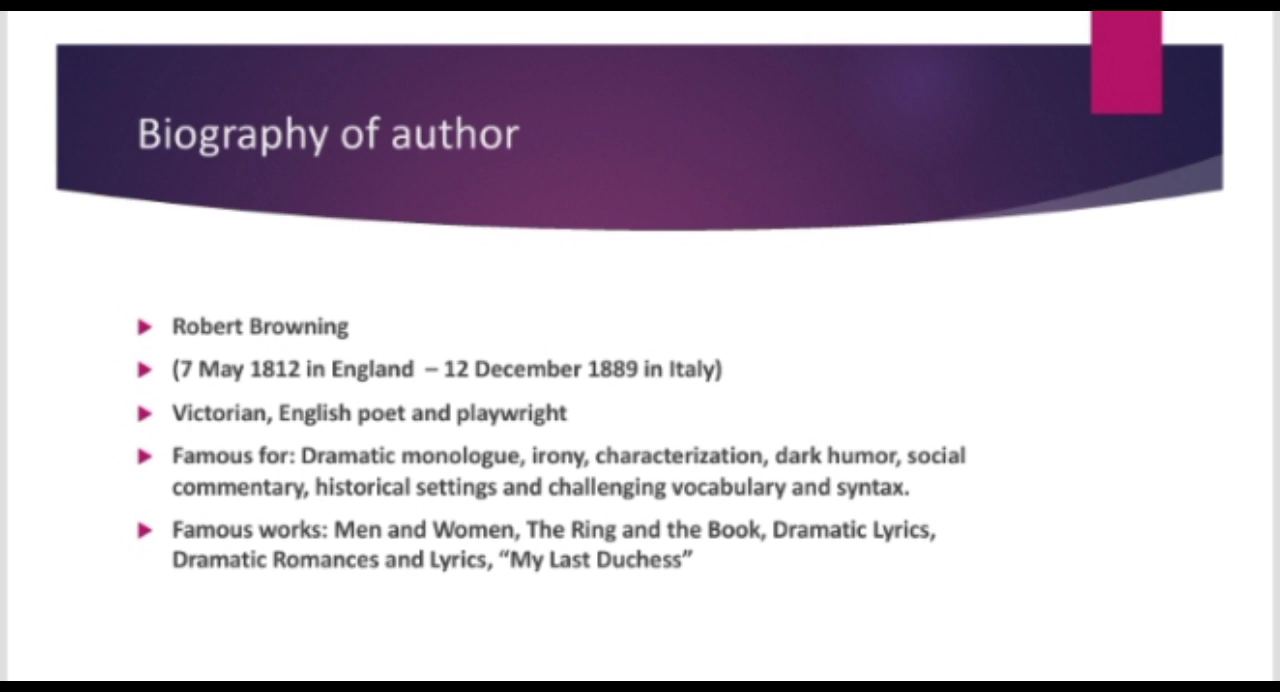 Biography of author
Robert Browning
(7 May 1812 in England – 12 December 1889 in Italy)
Victorian, English poet and playwright
Famous for: Dramatic monologue, irony, characterization, dark humor, social
commentary, historical settings and challenging vocabulary and syntax.
Famous works: Men and Women, The Ring and the Book, Dramatic Lyrics,
Dramatic Romances and Lyrics, “My Last Duchess”